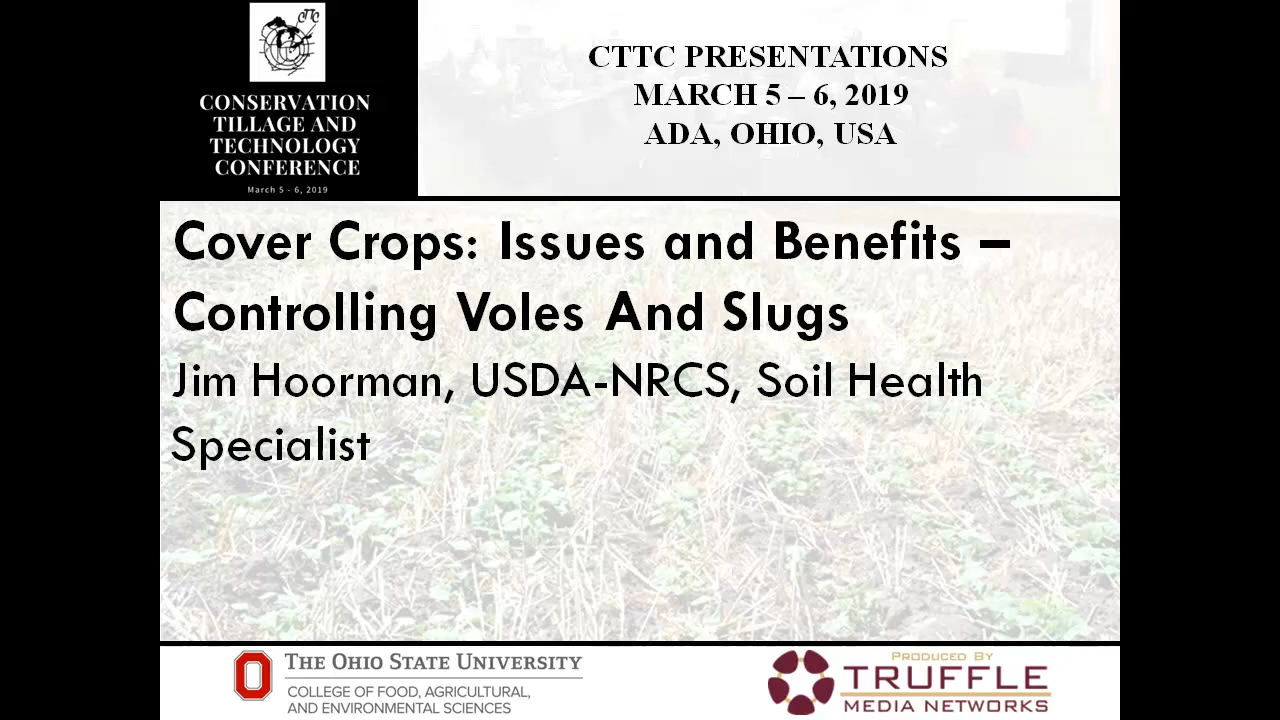 CTTC
CONSERVATION
TILLAGE AND
TECHNOLOGY
CONFERENCE
March 5 - 6, 2019
CTTC PRESENTATIONS
MARCH 5 – 6, 2019
ADA, OHIO, USA
Cover Crops: Issues and Benefits –
Controlling Voles And Slugs
Jim Hoorman, USDA-NRCS, Soil Health
Specialist
THE OHIO STATE UNIVERSITY
COLLEGE OF FOOD, AGRICULTURAL,
AND ENVIRONMENTAL SCIENCES
PRODUCED BY
TRUFFLE
MEDIA NETWORKS